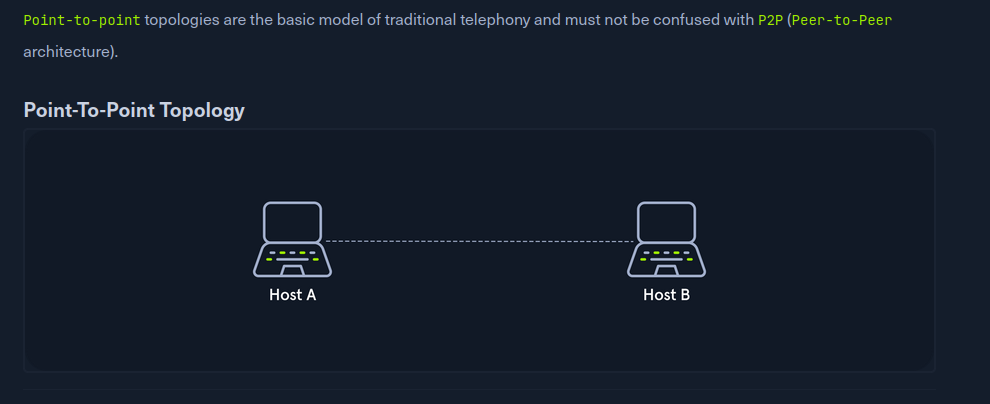 Point-to-point topologies are the basic model of traditional telephony and must not be confused with P2P (Peer-to-Peer
architecture).
Point-To-Point Topology
Host A
Host B